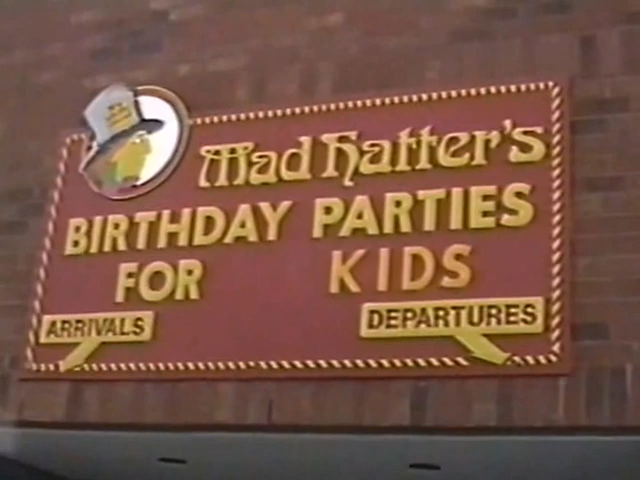 Mad Hatter's
BIRTHDAY PARTIES
FOR KIDS
ARRIVALS DEPARTURES